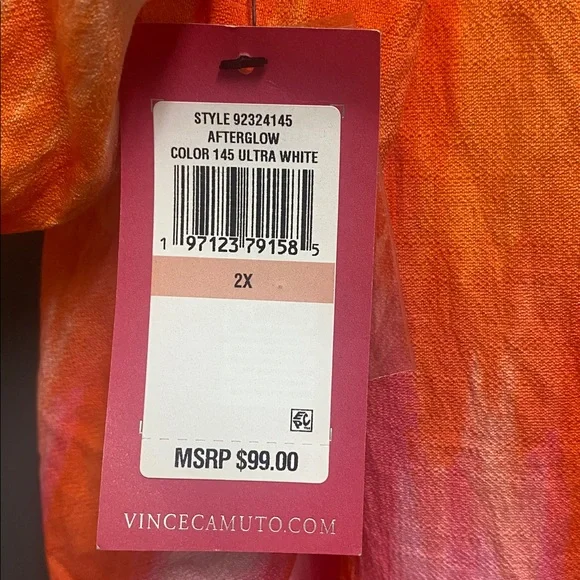 STYLE 92324145
AFTERGLOW
COLOR 145 ULTRA WHITE
1 97123 79158 5
2X
MSRP $99.00
VINCECAMUTO.COM